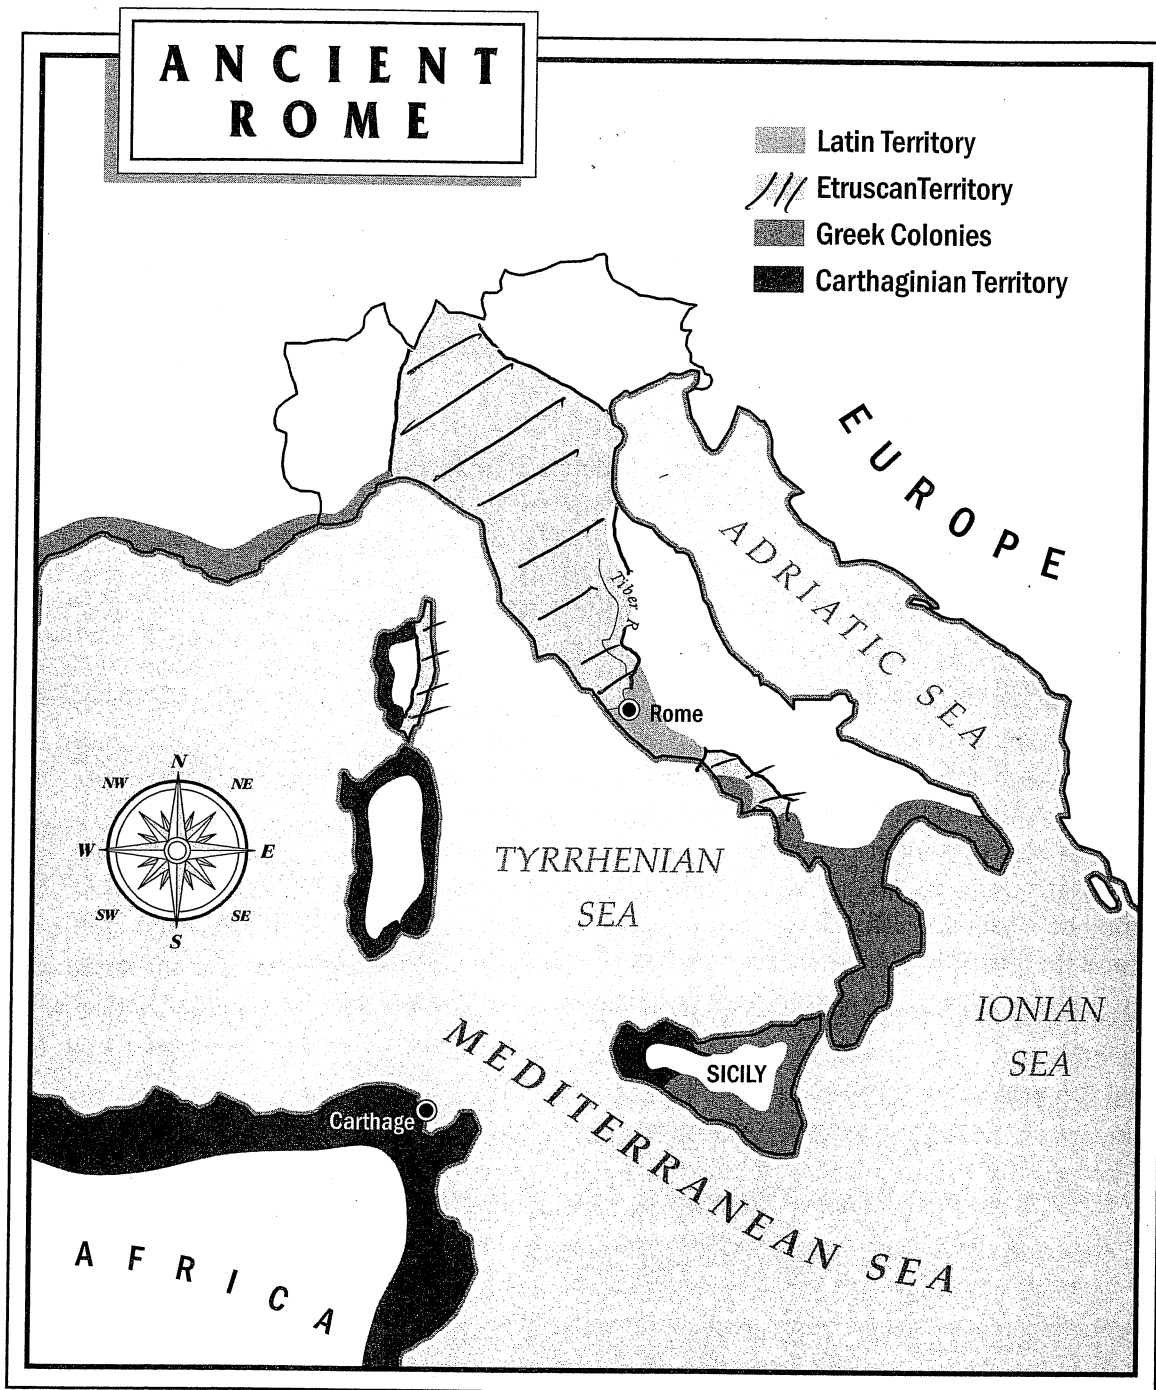 ANCIENT
ROME
Latin Territory
EtruscanTerritory
Greek Colonies
Carthaginian Territory
EUROPE
ADRIATIC SEA
Tiber R
Rome
N
NW
NE
W
E
SW
SE
S
TYRRHENIAN
SEA
IONIAN
SEA
MEDITERRANEAN SEA
SICILY
Carthage
AFRICA